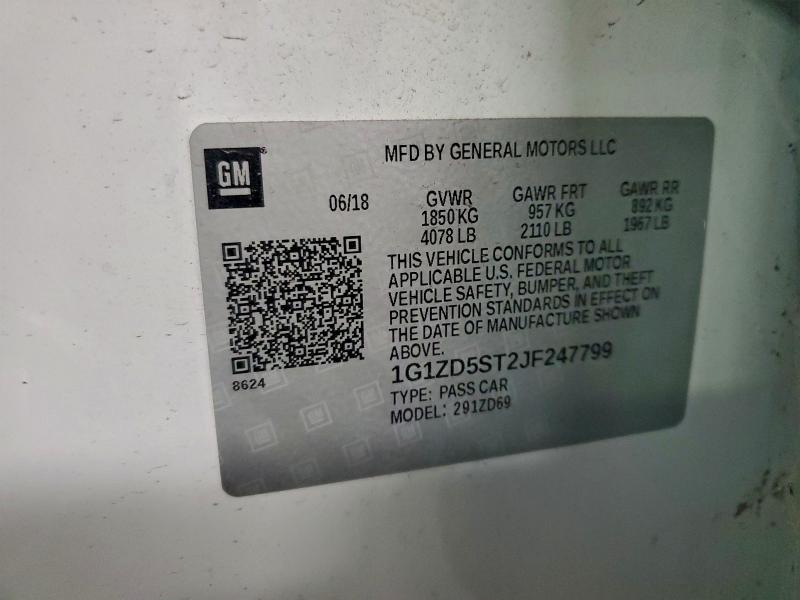 GM
MFD BY GENERAL MOTORS LLC
06/18 GVWR GAWR FRT GAWR RR
1850 KG 957 KG 892 KG
4078 LB 2110 LB 1967 LB
THIS VEHICLE CONFORMS TO ALL
APPLICABLE U.S. FEDERAL MOTOR
VEHICLE SAFETY, BUMPER, AND THEFT
PREVENTION STANDARDS IN EFFECT ON
THE DATE OF MANUFACTURE SHOWN
ABOVE.
8624
1G1ZD5ST2JF247799
TYPE: PASS CAR
MODEL: 291ZD69